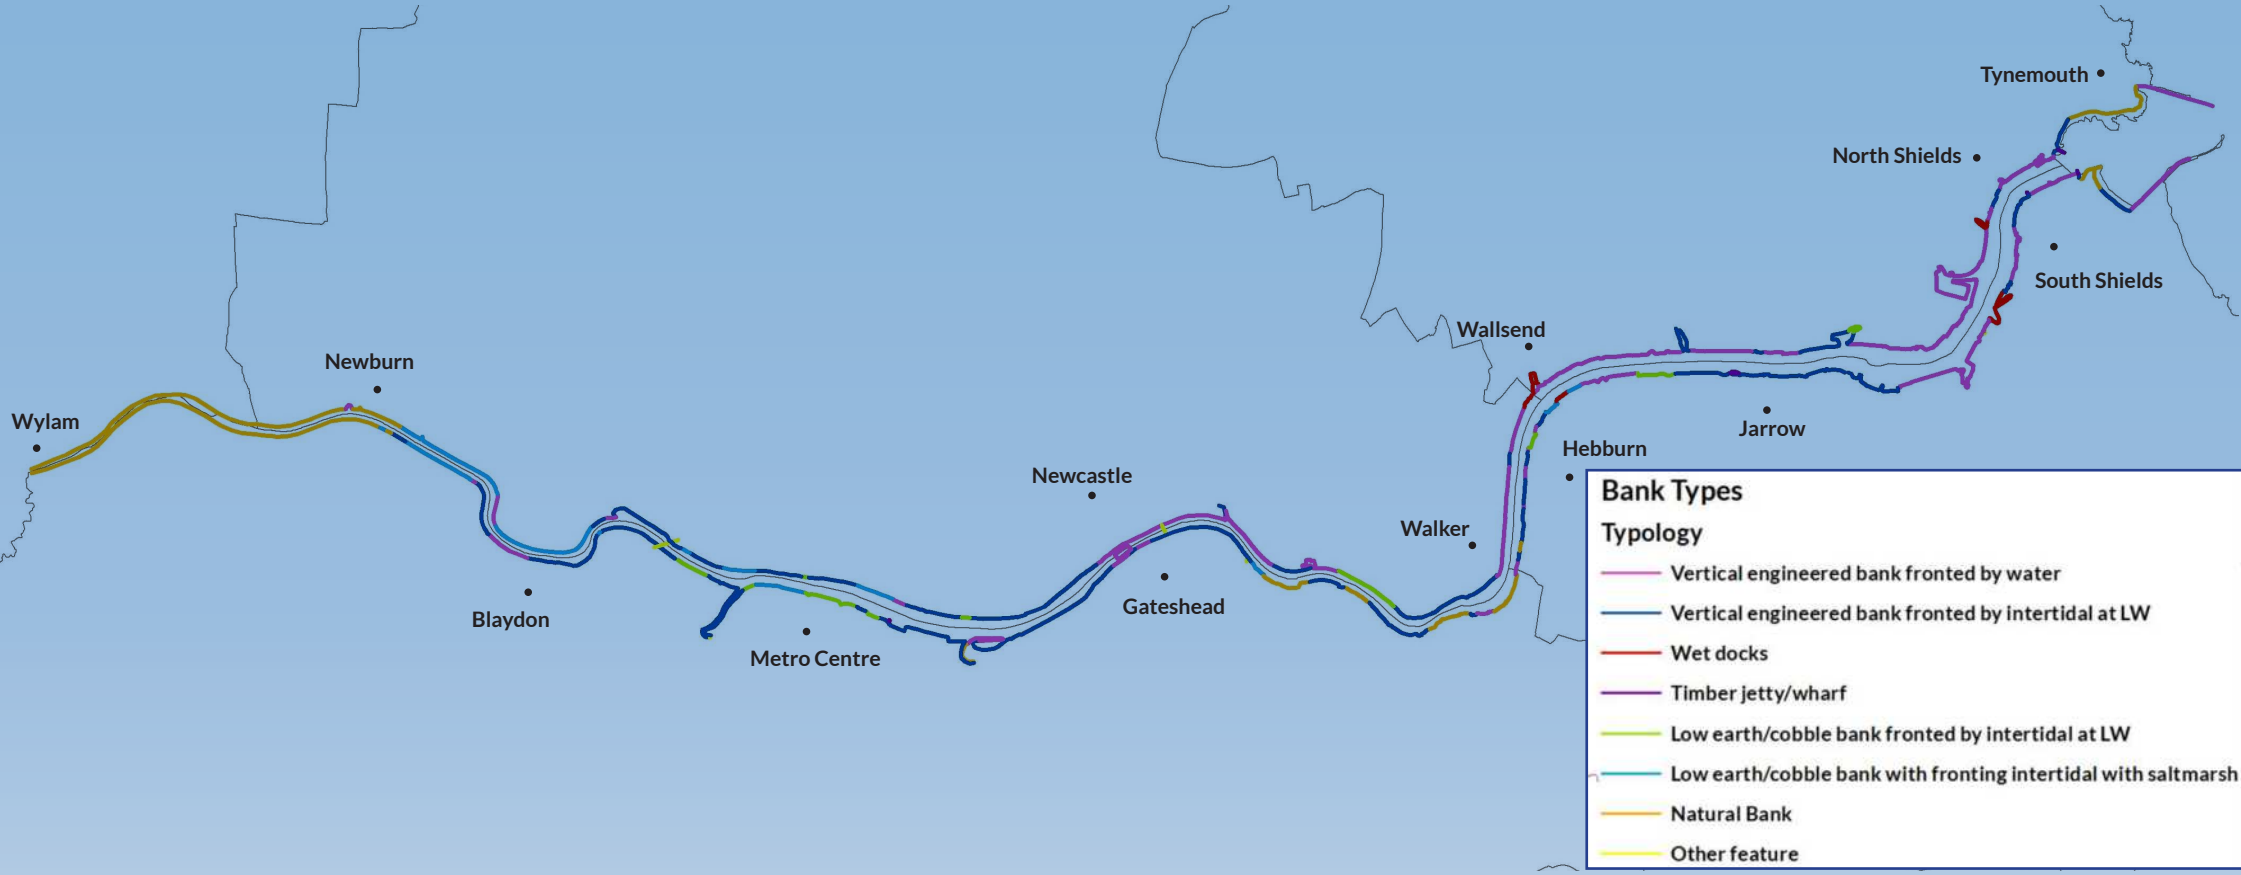 Tynemouth
North Shields
South Shields
Wallsend
Newburn
Wylam
Jarrow
Hebburn
Newcastle
Walker
Gateshead
Blaydon
Metro Centre
Bank Types
Typology
Vertical engineered bank fronted by water
Vertical engineered bank fronted by intertidal at LW
Wet docks
Timber jetty/wharf
Low earth/cobble bank fronted by intertidal at LW
Low earth/cobble bank with fronting intertidal with saltmarsh
Natural Bank
Other feature